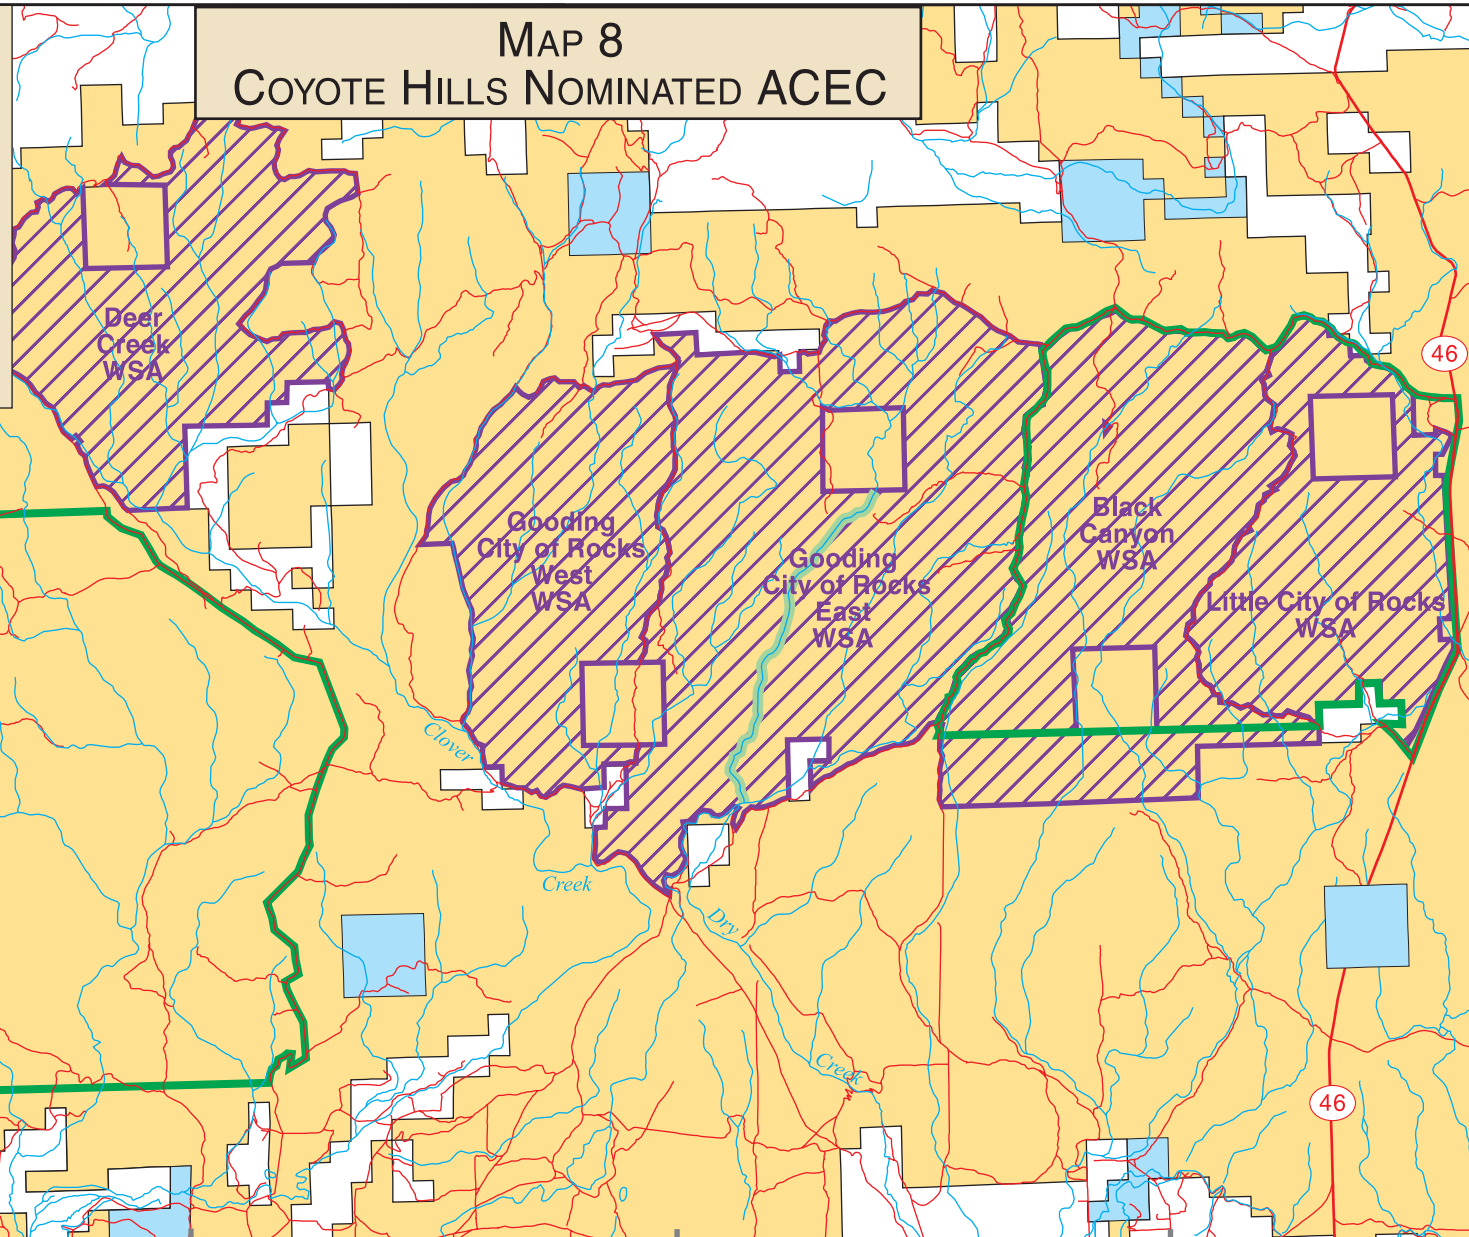 MAP 8
COYOTE HILLS NOMINATED ACEC
Deer
Creek
WSA
46
Gooding
City of Rocks
West
WSA
Gooding
City of Rocks
East
WSA
Black
Canyon
WSA
Little City of Rocks
WSA
Clover
Creek
Dry
Creek
46